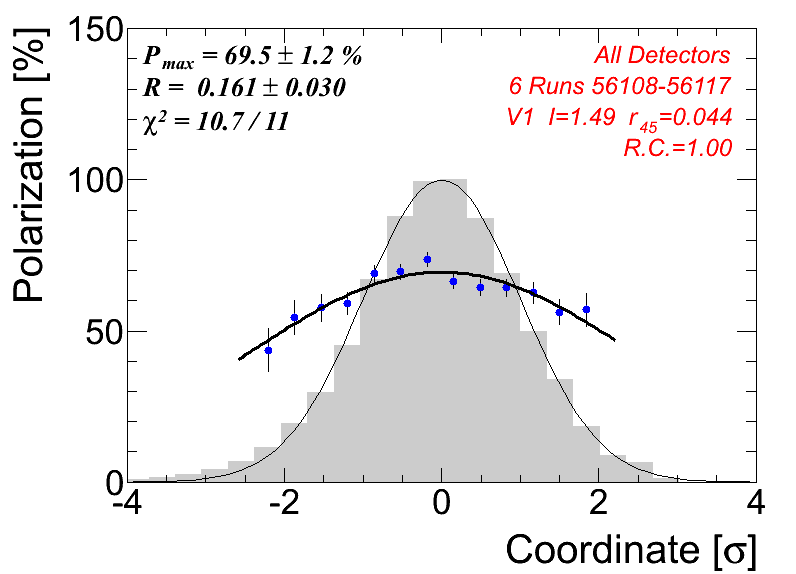 P_max = 69.5 ± 1.2 %
R = 0.161 ± 0.030
χ² = 10.7 / 11
All Detectors
6 Runs 56108-56117
V1 I=1.49 r_45=0.044
R.C.=1.00
Polarization [%]
150
100
50
0
-4 -2 0 2 4
Coordinate [σ]